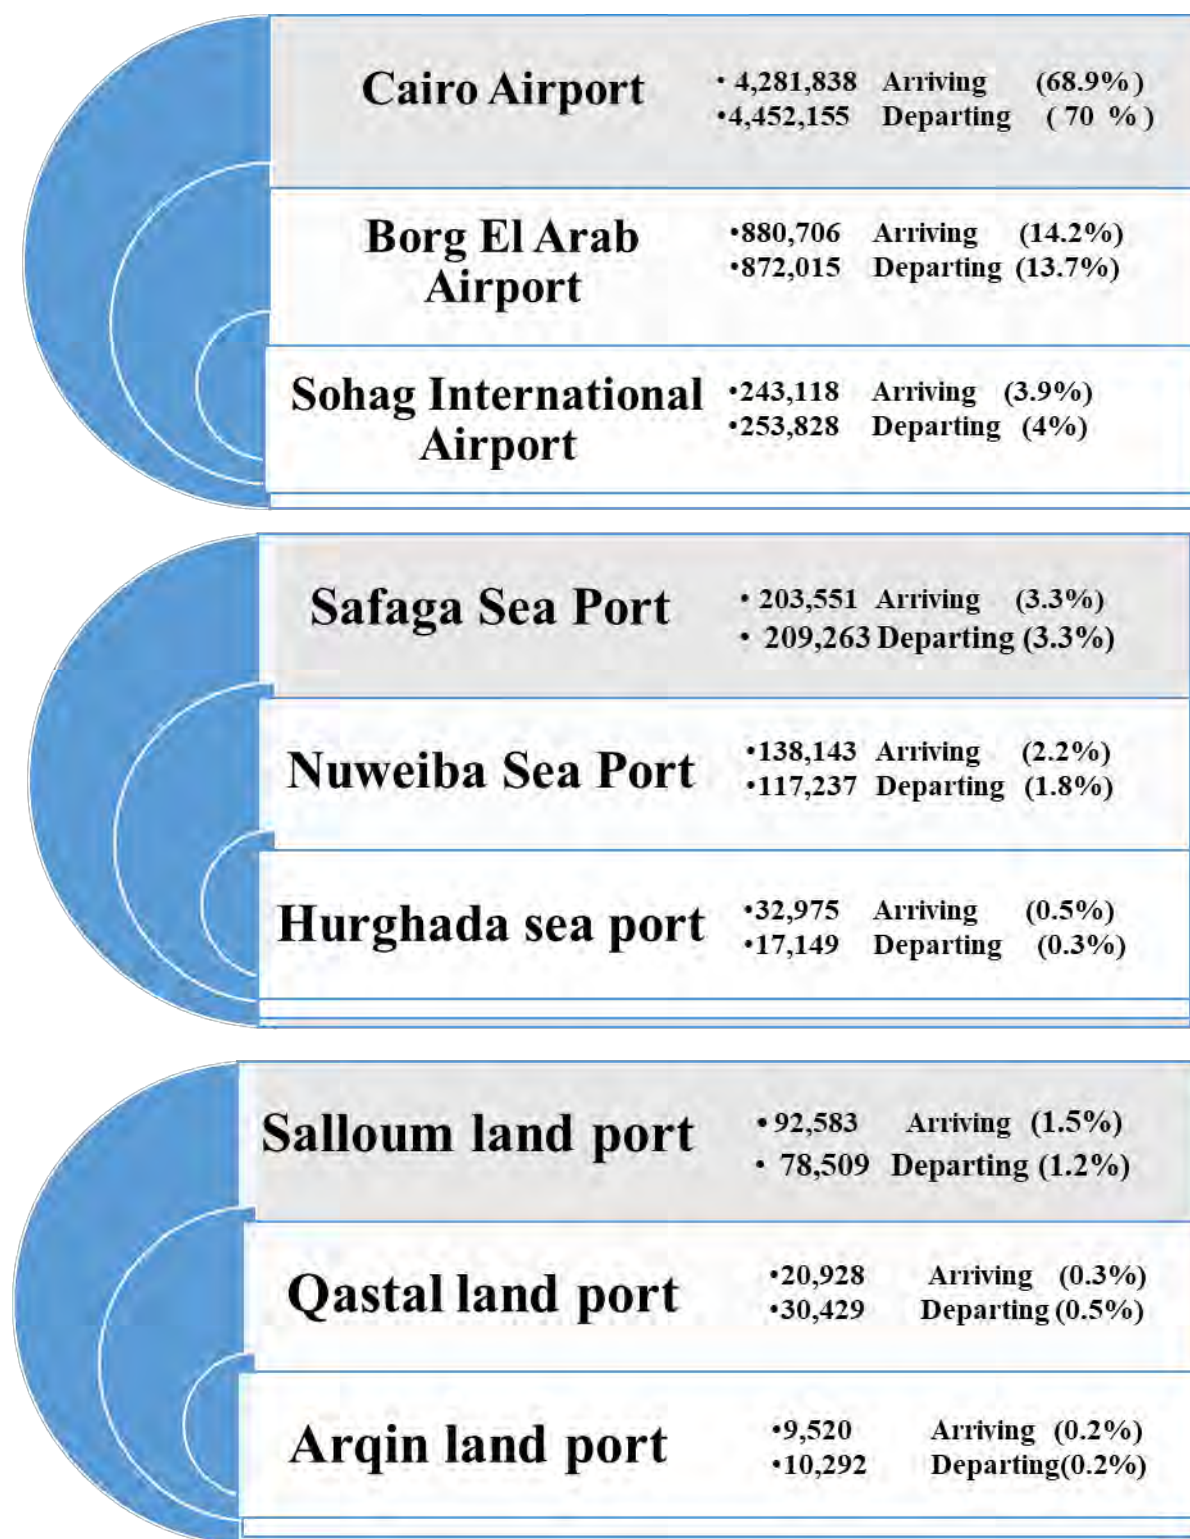 Cairo Airport
• 4,281,838 Arriving (68.9%)
•4,452,155 Departing ( 70 % )
Borg El Arab
Airport
•880,706 Arriving (14.2%)
•872,015 Departing (13.7%)
Sohag International
Airport
•243,118 Arriving (3.9%)
•253,828 Departing (4%)
Safaga Sea Port
• 203,551 Arriving (3.3%)
• 209,263 Departing (3.3%)
Nuweiba Sea Port
•138,143 Arriving (2.2%)
•117,237 Departing (1.8%)
Hurghada sea port
•32,975 Arriving (0.5%)
•17,149 Departing (0.3%)
Salloum land port
• 92,583 Arriving (1.5%)
• 78,509 Departing (1.2%)
Qastal land port
•20,928 Arriving (0.3%)
•30,429 Departing (0.5%)
Arqin land port
•9,520 Arriving (0.2%)
•10,292 Departing(0.2%)